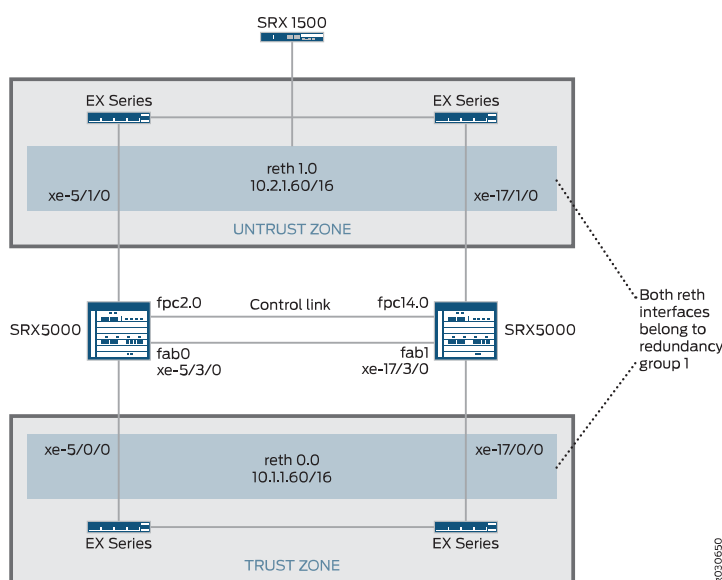 SRX 1500
EX Series
EX Series
reth 1.0
10.2.1.60/16
xe-5/1/0
xe-17/1/0
UNTRUST ZONE
fpc2.0
Control link
fpc14.0
SRX5000
SRX5000
fab0
xe-5/3/0
fab1
xe-17/3/0
Both reth
interfaces
belong to
redundancy
group 1
xe-5/0/0
xe-17/0/0
reth 0.0
10.1.1.60/16
EX Series
EX Series
TRUST ZONE